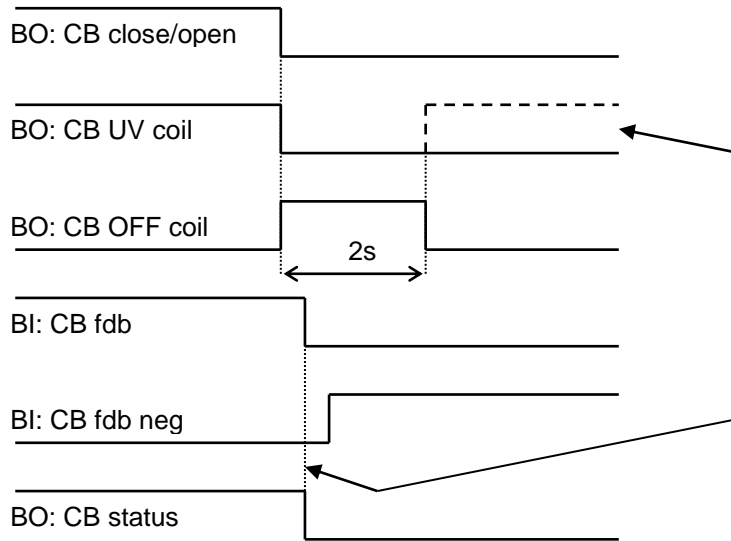 BO: CB close/open
BO: CB UV coil
BO: CB OFF coil
2s
BI: CB fdb
BI: CB fdb neg
BO: CB status